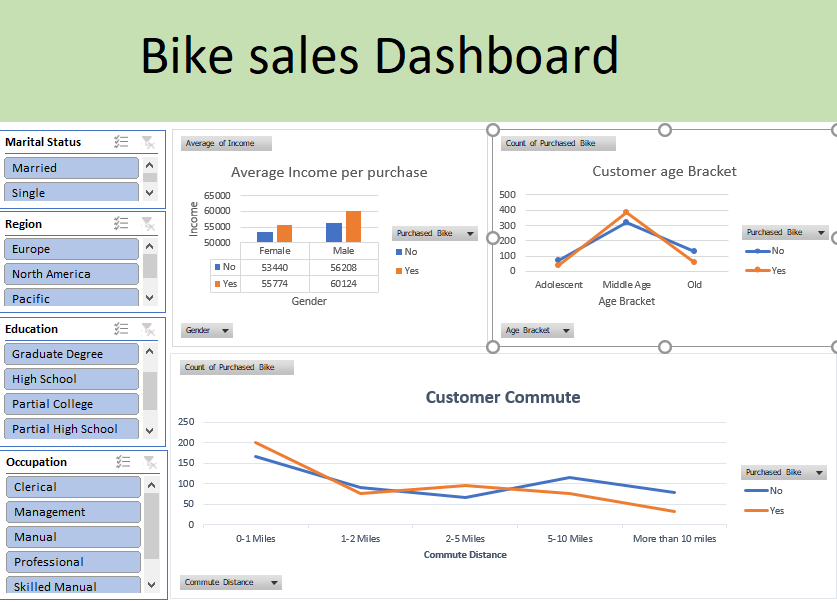 Bike sales Dashboard
Marital Status
Married
Single
Region
Europe
North America
Pacific
Education
Graduate Degree
High School
Partial College
Partial High School
Occupation
Clerical
Management
Manual
Professional
Skilled Manual
Average of Income
Average Income per purchase
65000
60000
55000
50000
Income
Female Male
No 53440 56208
Yes 55774 60124
Gender
Purchased Bike
No
Yes
Gender
Count of Purchased Bike
Customer age Bracket
500
400
300
200
100
0
Adolescent Middle Age Old
Age Bracket
Purchased Bike
No
Yes
Age Bracket
Count of Purchased Bike
Customer Commute
250
200
150
100
50
0
0-1 Miles 1-2 Miles 2-5 Miles 5-10 Miles More than 10 miles
Commute Distance
Purchased Bike
No
Yes
Commute Distance